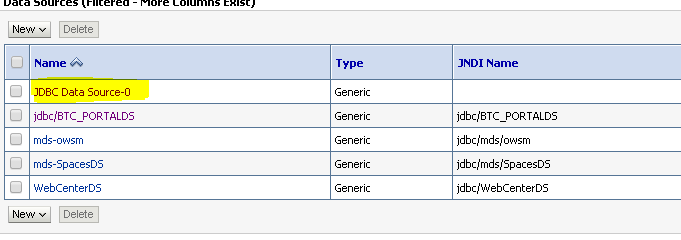 Data Sources (Filtered - More Columns Exist)
New Delete
Name Type JNDI Name
JDBC Data Source-0 Generic
jdbc/BTC_PORTALDS Generic jdbc/BTC_PORTALDS
mds-owsm Generic jdbc/mds/owsm
mds-SpacesDS Generic jdbc/mds/SpacesDS
WebCenterDS Generic jdbc/WebCenterDS
New Delete